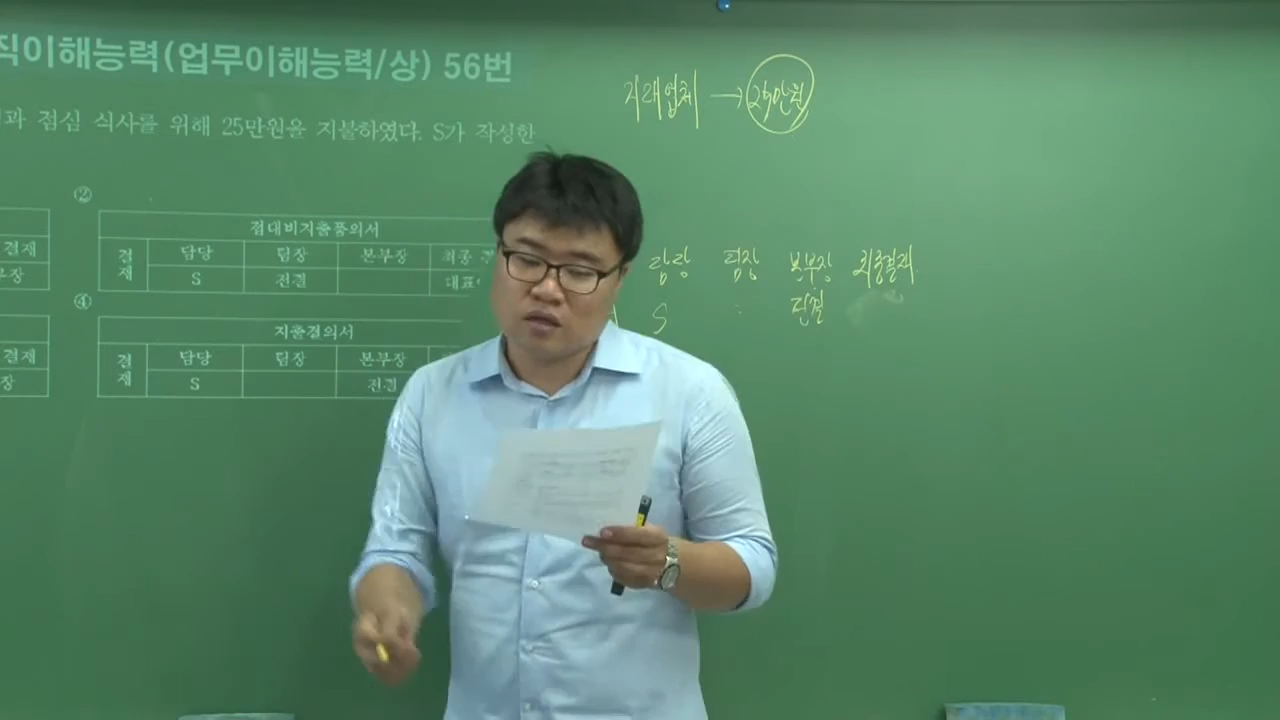 직이해능력(업무이해능력/상) 56번
과 점심 식사를 위해 25만원을 지불하였다. S가 작성한
거래업체 → 25만원
②
접대비지출품의서
결재 담당 팀장 본부장 최종
S 전결 대표
결재
부장
④
지출결의서
결재 담당 팀장 본부장
S 전결
결재
장
담당 팀장 본부장 최종결재
S 전결